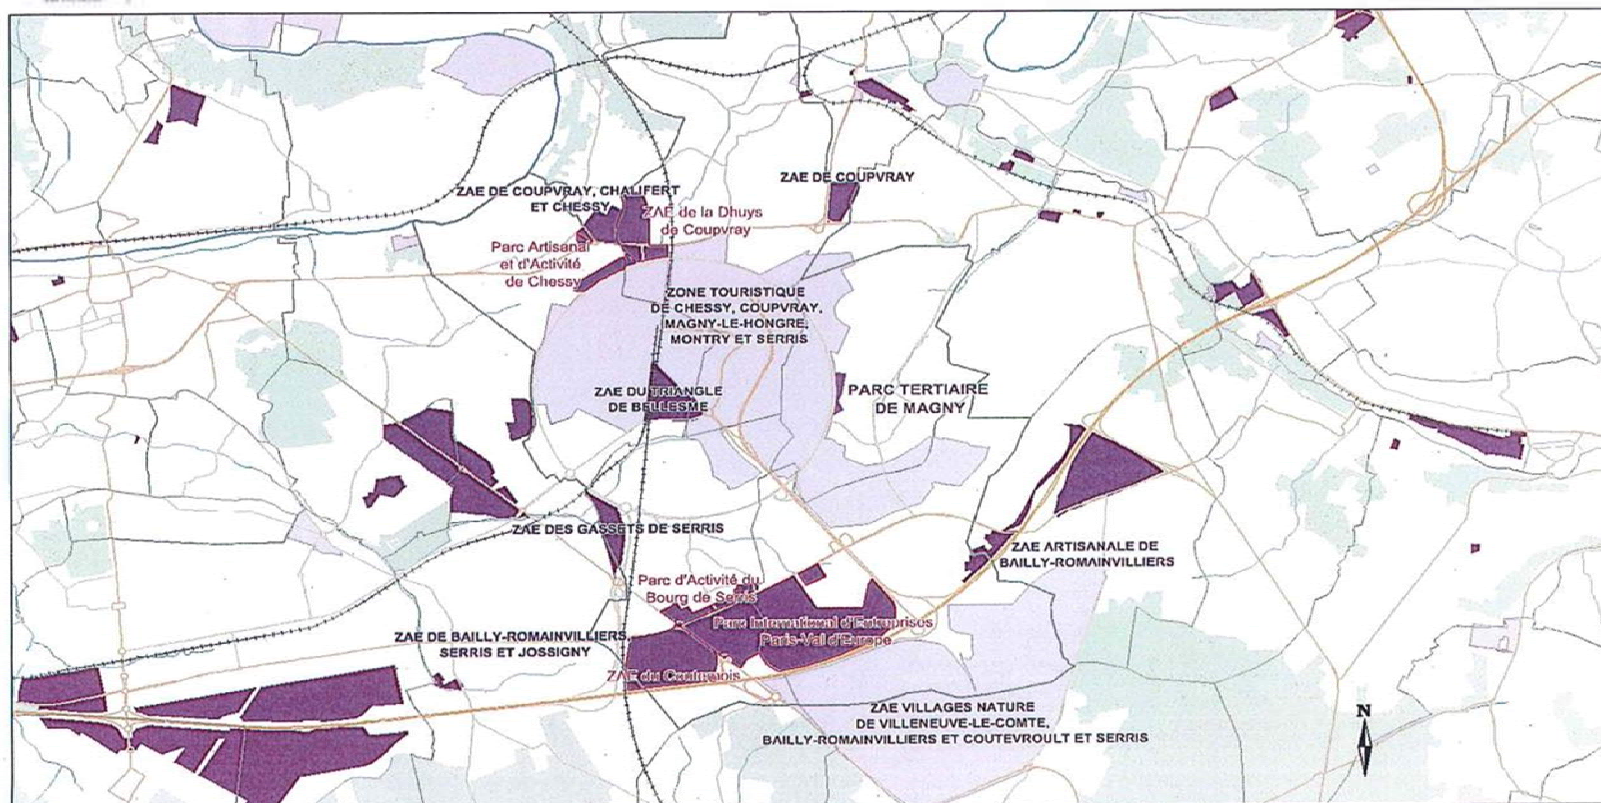 ZAE DE COUPVRAY, CHALIFERT
ET CHESSY
ZAE DE COUPVRAY
ZAE de la Dhuys
de Coupvray
Parc Artisanal
et d'Activité
de Chessy
ZONE TOURISTIQUE
DE CHESSY, COUPVRAY,
MAGNY-LE-HONGRE,
MONTRY ET SERRIS
ZAE DU TRIANGLE
DE BELLESME
PARC TERTIAIRE
DE MAGNY
ZAE DES GASSETS DE SERRIS
ZAE ARTISANALE DE
BAILLY-ROMAINVILLIERS
Parc d'Activité du
Bourg de Serris
Parc International d'Entreprises
Paris-Val d'Europe
ZAE DE BAILLY-ROMAINVILLIERS,
SERRIS ET JOSSIGNY
ZAE du Couternois
ZAE VILLAGES NATURE
DE VILLENEUVE-LE-COMTE,
BAILLY-ROMAINVILLIERS ET COUTEVROULT ET SERRIS
N